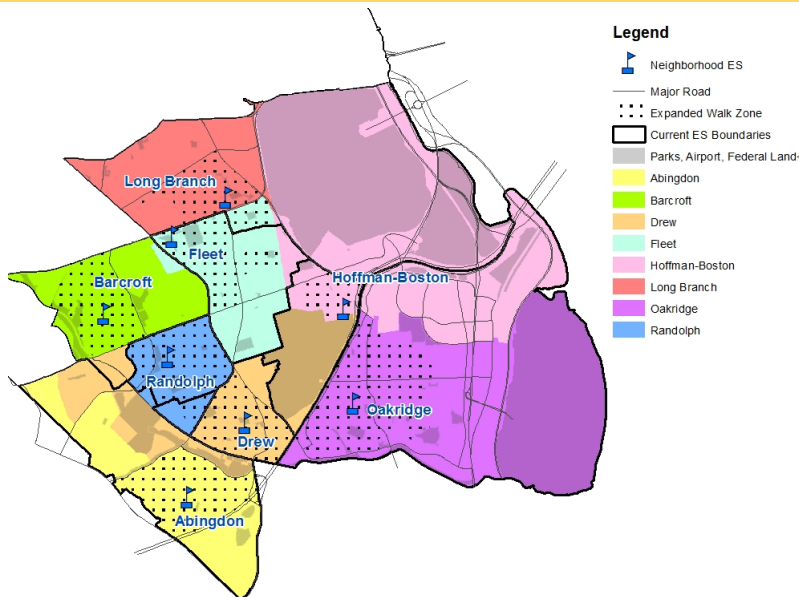 Legend
Neighborhood ES
Major Road
Expanded Walk Zone
Current ES Boundaries
Parks, Airport, Federal Land
Abingdon
Barcroft
Drew
Fleet
Hoffman-Boston
Long Branch
Oakridge
Randolph
Long Branch
Fleet
Barcroft
Hoffman-Boston
Randolph
Oakridge
Drew
Abingdon